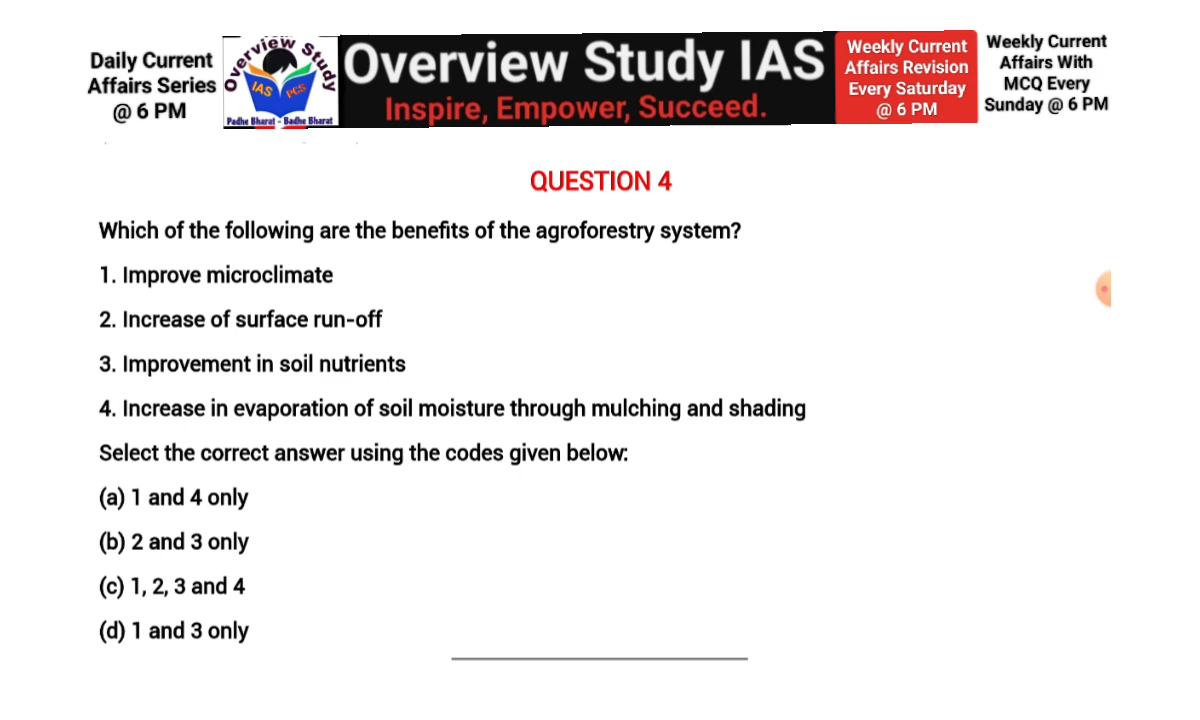 Daily Current
Affairs Series
@ 6 PM
Overview Study
IAS PCS
Padhe Bharat - Badhe Bharat
Overview Study IAS
Inspire, Empower, Succeed.
Weekly Current
Affairs Revision
Every Saturday
@ 6 PM
Weekly Current
Affairs With
MCQ Every
Sunday @ 6 PM
QUESTION 4
Which of the following are the benefits of the agroforestry system?
1. Improve microclimate
2. Increase of surface run-off
3. Improvement in soil nutrients
4. Increase in evaporation of soil moisture through mulching and shading
Select the correct answer using the codes given below:
(a) 1 and 4 only
(b) 2 and 3 only
(c) 1, 2, 3 and 4
(d) 1 and 3 only